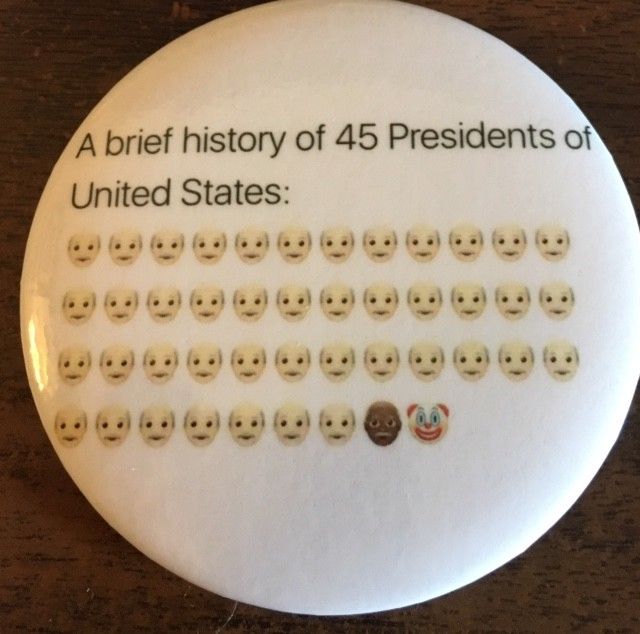 A brief history of 45 Presidents of
United States: